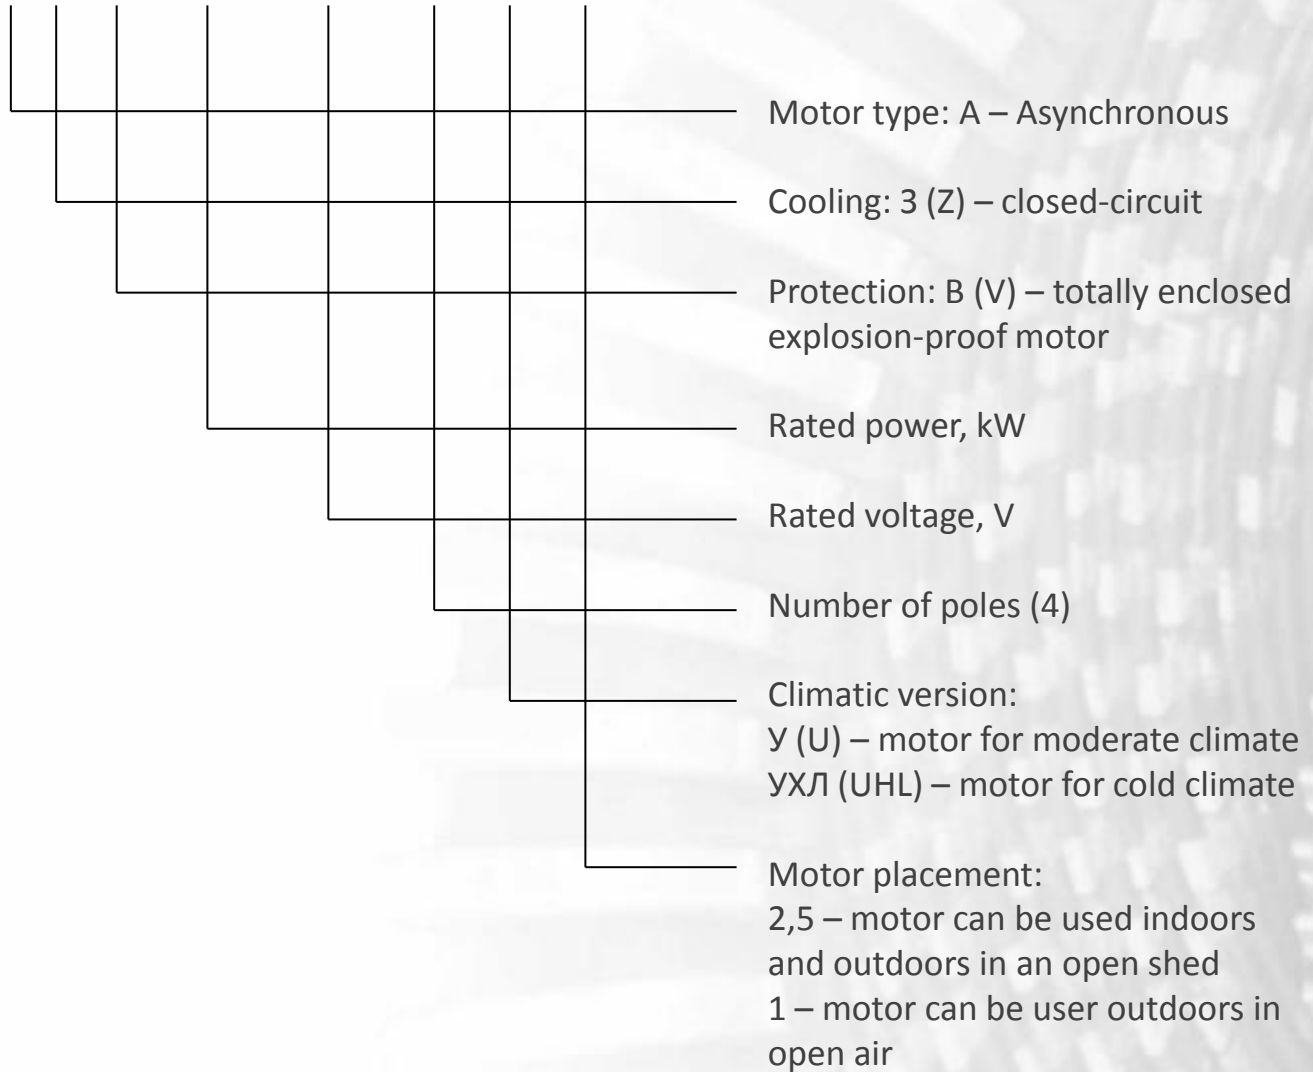 Motor type: A – Asynchronous
Cooling: З (Z) – closed-circuit
Protection: B (V) – totally enclosed
explosion-proof motor
Rated power, kW
Rated voltage, V
Number of poles (4)
Climatic version:
У (U) – motor for moderate climate
УХЛ (UHL) – motor for cold climate
Motor placement:
2,5 – motor can be used indoors
and outdoors in an open shed
1 – motor can be user outdoors in
open air